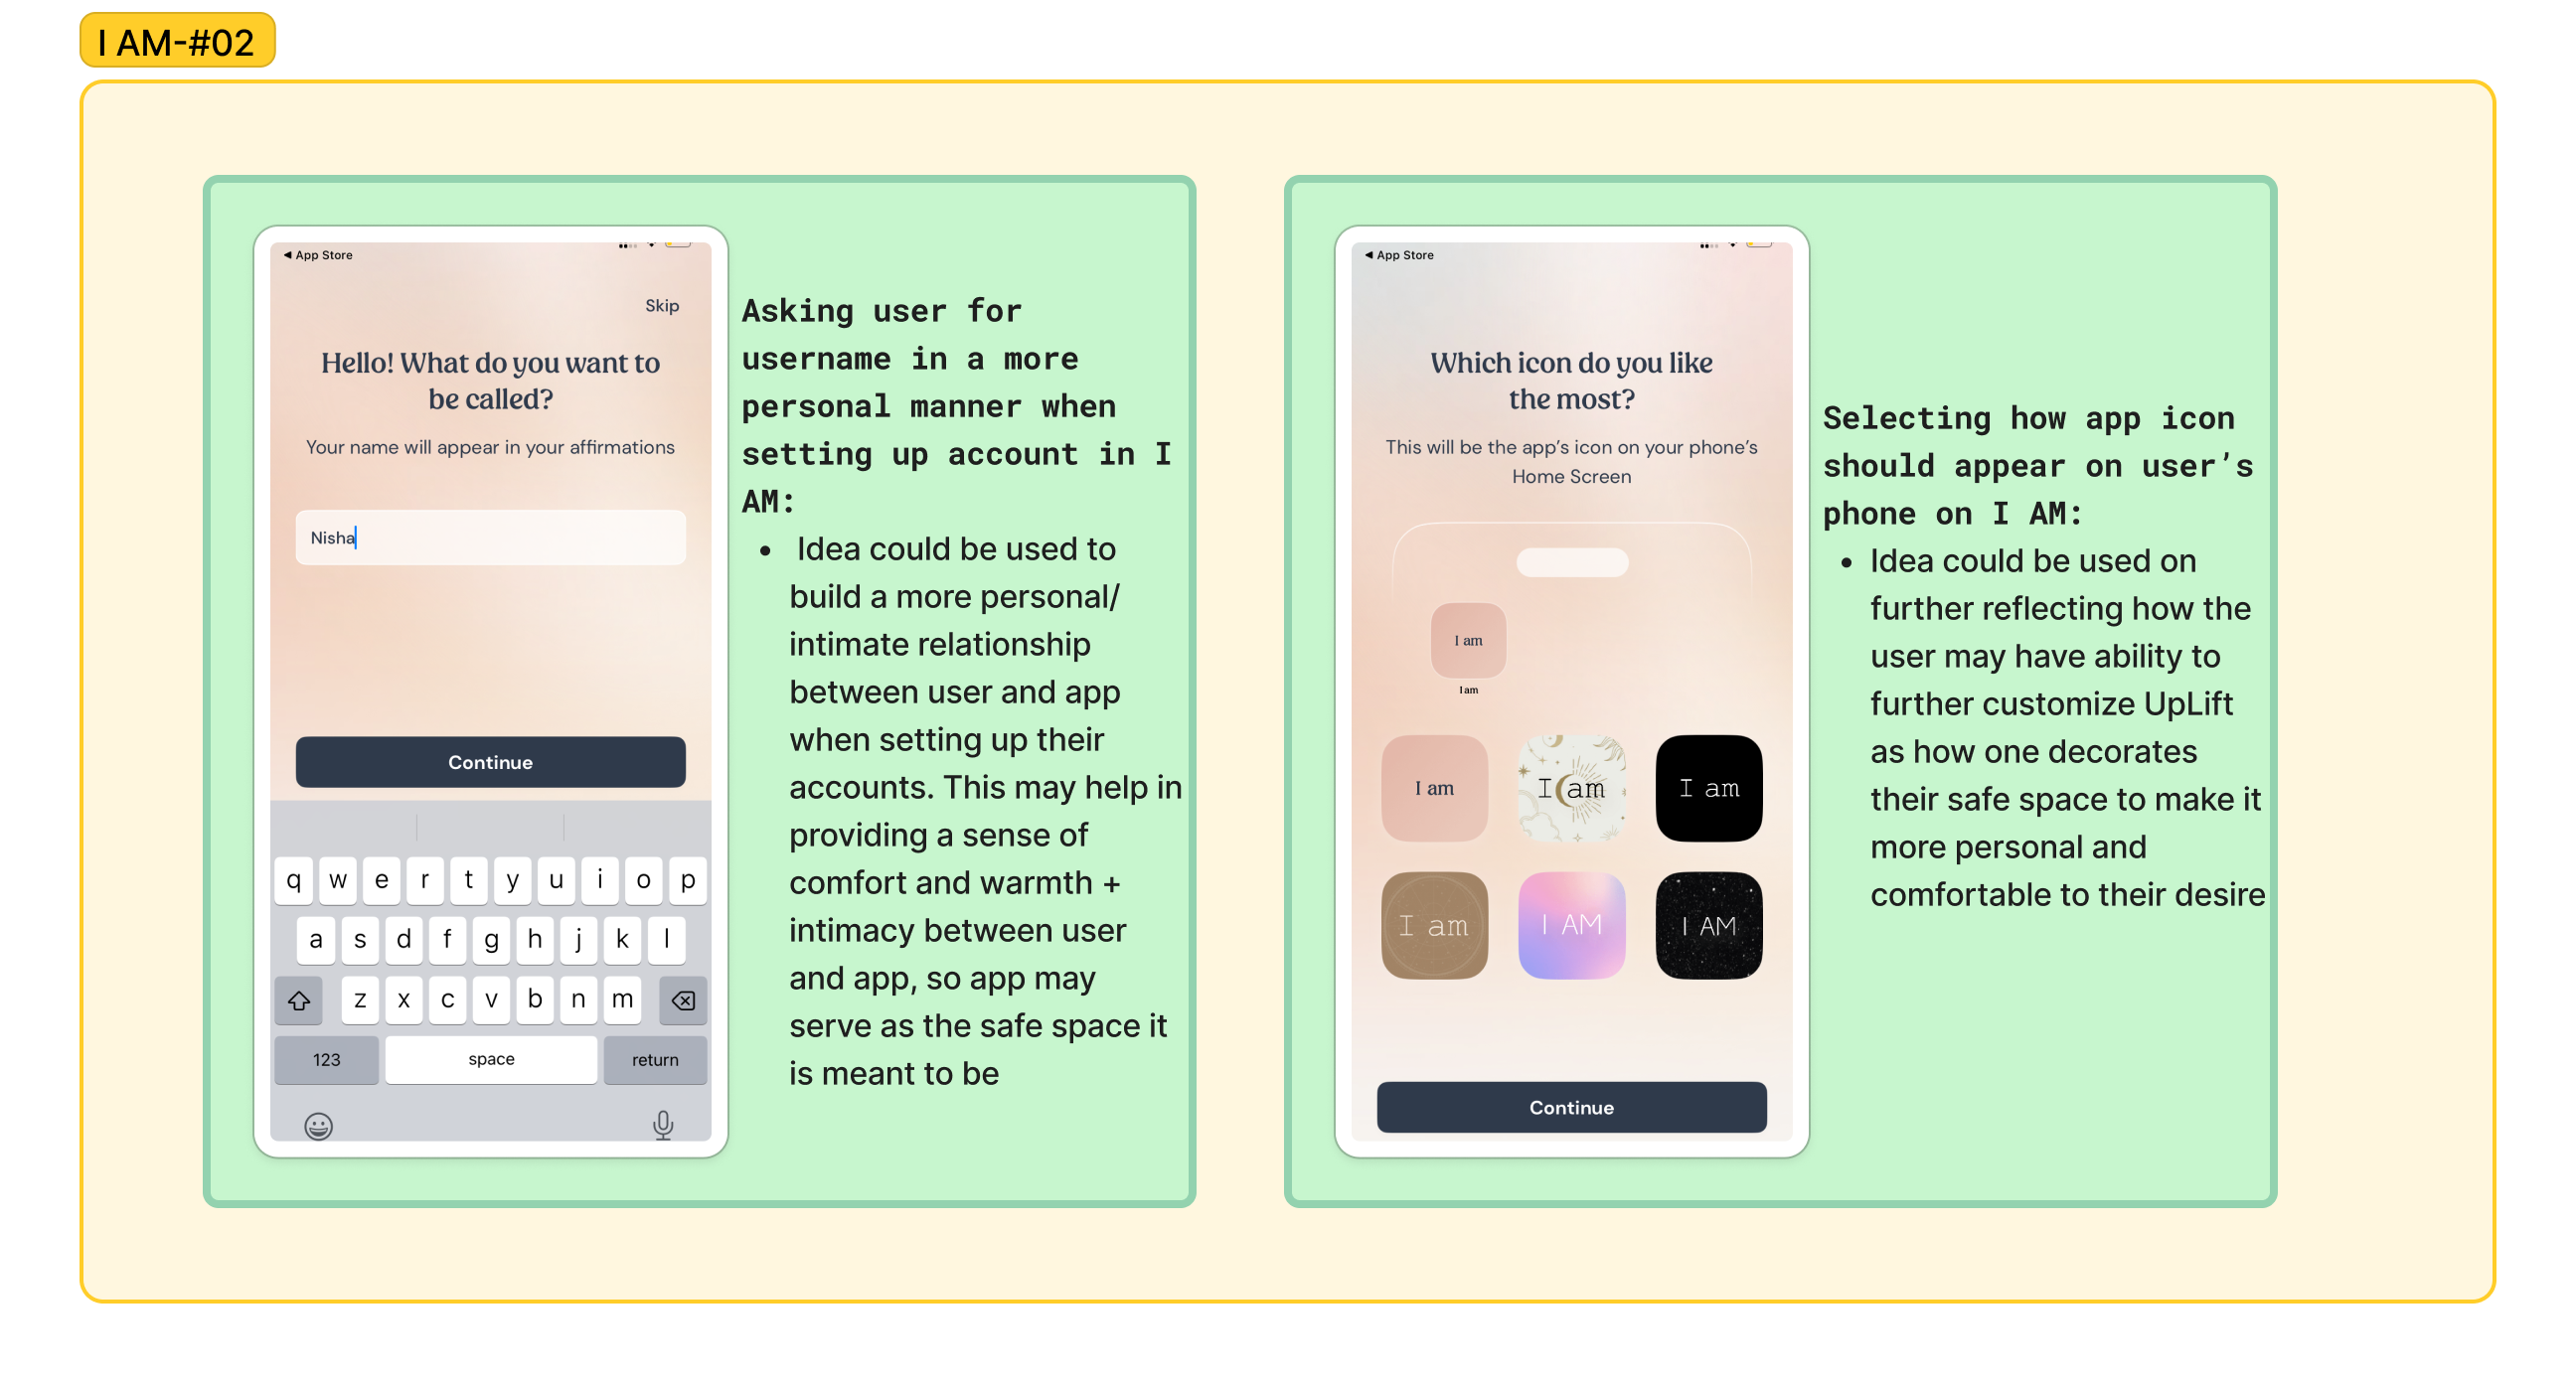 I AM-#02
◀ App Store
Skip
Hello! What do you want to
be called?
Your name will appear in your affirmations
Nisha
Continue
q w e r t y u i o p
a s d f g h j k l
z x c v b n m
123 space return
Asking user for
username in a more
personal manner when
setting up account in I
AM:
• Idea could be used to
build a more personal/
intimate relationship
between user and app
when setting up their
accounts. This may help in
providing a sense of
comfort and warmth +
intimacy between user
and app, so app may
serve as the safe space it
is meant to be
◀ App Store
Which icon do you like
the most?
This will be the app's icon on your phone's
Home Screen
I am
I am
I am I am I am
I am I AM I AM
Continue
Selecting how app icon
should appear on user's
phone on I AM:
• Idea could be used on
further reflecting how the
user may have ability to
further customize UpLift
as how one decorates
their safe space to make it
more personal and
comfortable to their desire